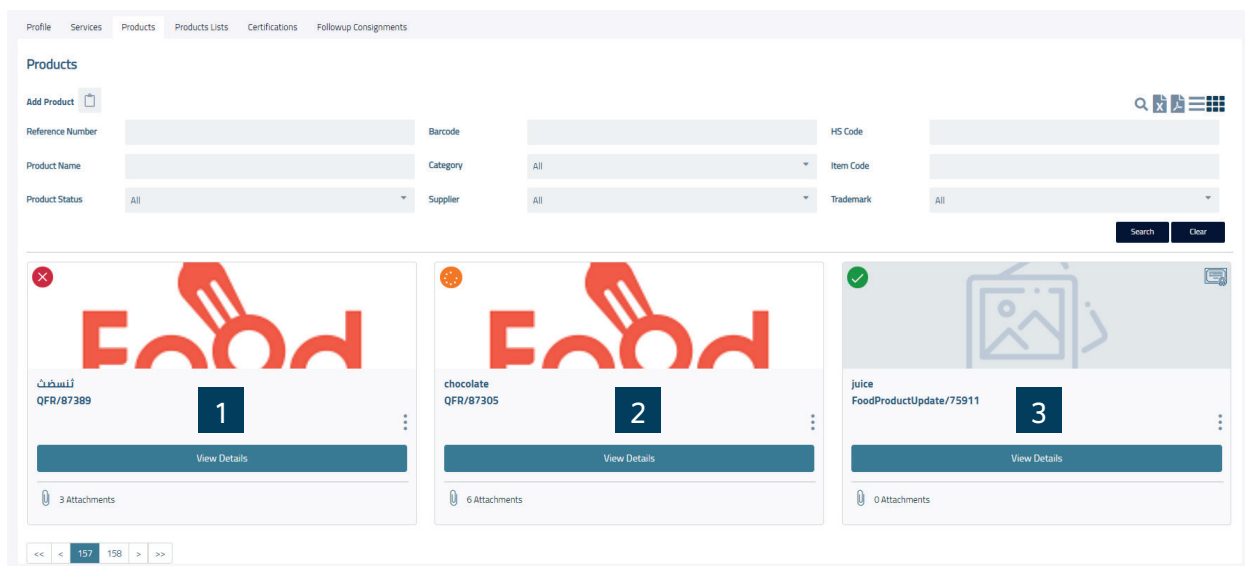 Profile Services Products Products Lists Certifications Followup Consignments
Products
Add Product
Reference Number Barcode HS Code
Product Name Category All Item Code
Product Status All Supplier All Trademark All
Search Clear
Food Food
ثنسضث chocolate juice
QFR/87389 QFR/87305 FoodProductUpdate/75911
1 2 3
View Details View Details View Details
3 Attachments 6 Attachments 0 Attachments
<< < 157 158 > >>